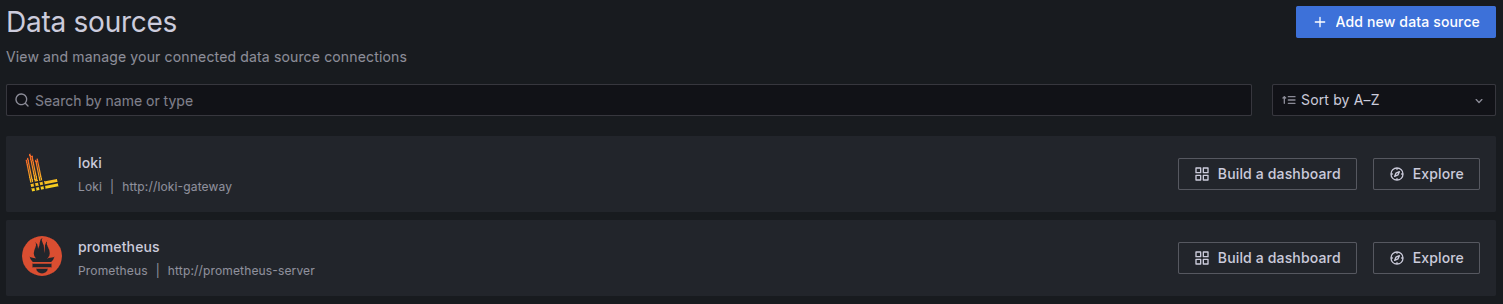 Data sources
Add new data source
View and manage your connected data source connections
Search by name or type
Sort by A–Z
loki
Loki | http://loki-gateway
Build a dashboard
Explore
prometheus
Prometheus | http://prometheus-server
Build a dashboard
Explore